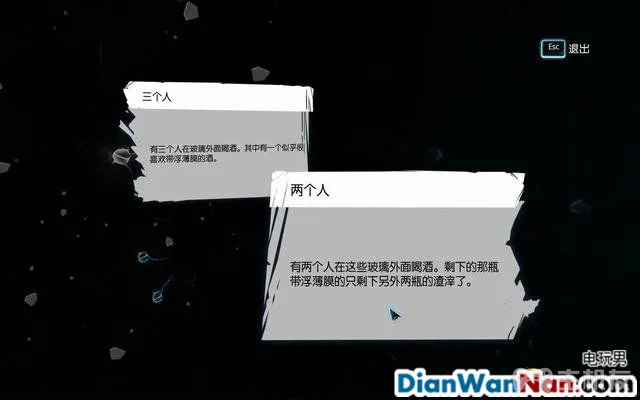 Esc 退出
三个人
有三个人在玻璃外面喝酒。其中有一个似乎很
喜欢带浮薄膜的酒。
两个人
有两个人在这些玻璃外面喝酒。剩下的那瓶
带浮薄膜的只剩下另外两瓶的渣滓了。
电玩男
DianWanNan.com